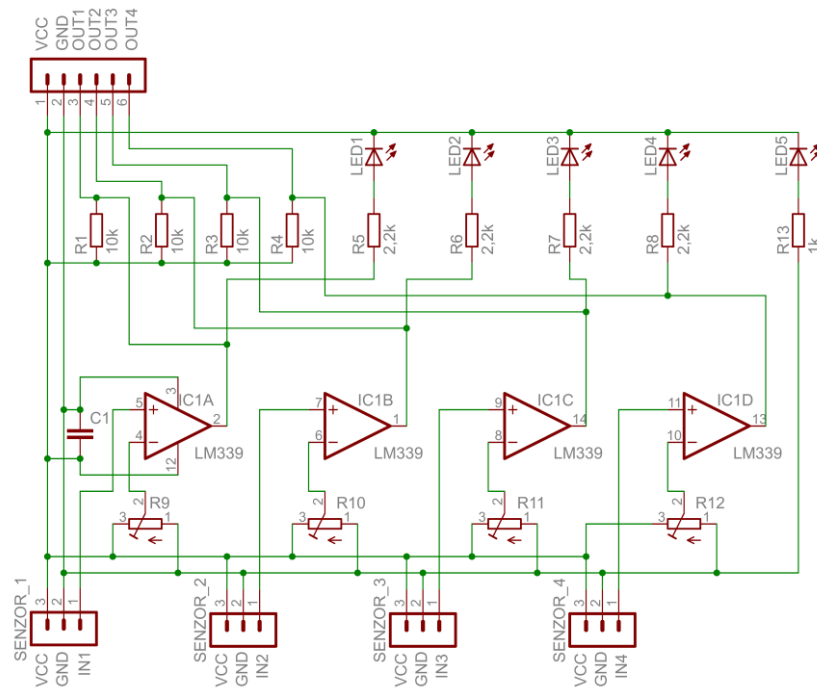 VCC
GND
OUT1
OUT2
OUT3
OUT4
1
2
3
4
5
6
LED1
LED2
LED3
LED4
LED5
R1
10k
R2
10k
R3
10k
R4
10k
R5
2,2k
R6
2,2k
R7
2,2k
R8
2,2k
R13
1k
C1
3
IC1A
5
+
4
−
2
12
LM339
IC1B
7
+
6
−
1
LM339
IC1C
9
+
8
−
14
LM339
IC1D
11
+
10
−
13
LM339
R9
2
3
1
R10
2
3
1
R11
2
3
1
R12
2
3
1
SENZOR_1
3
2
1
VCC
GND
IN1
SENZOR_2
3
2
1
VCC
GND
IN2
SENZOR_3
3
2
1
VCC
GND
IN3
SENZOR_4
3
2
1
VCC
GND
IN4